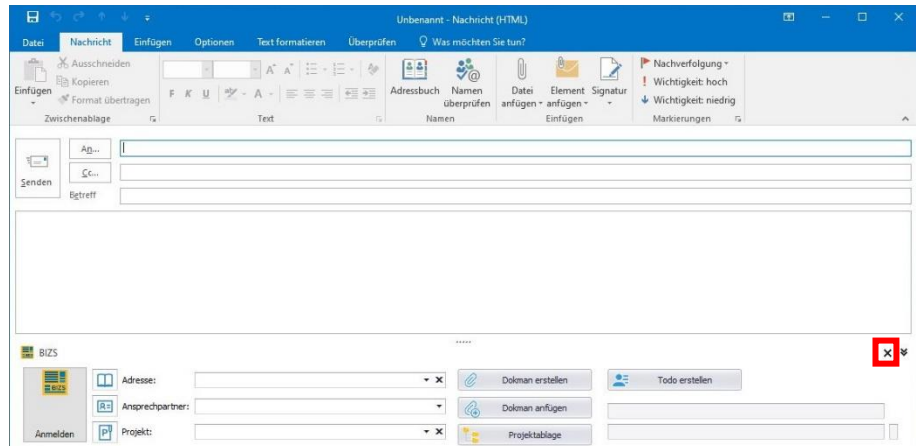 Unbenannt - Nachricht (HTML)
Datei Nachricht Einfügen Optionen Text formatieren Überprüfen Was möchten Sie tun?
Einfügen
Ausschneiden
Kopieren
Format übertragen
Zwischenablage
F K U A A A
Text
Adressbuch
Namen
überprüfen
Namen
Datei
anfügen
Element
anfügen
Signatur
Einfügen
Nachverfolgung
Wichtigkeit: hoch
Wichtigkeit: niedrig
Markierungen
Senden
An...
Cc...
Betreff
BIZS
BIZS
Anmelden
Adresse: Dokman erstellen Todo erstellen
Ansprechpartner: Dokman anfügen
Projekt: Projektablage